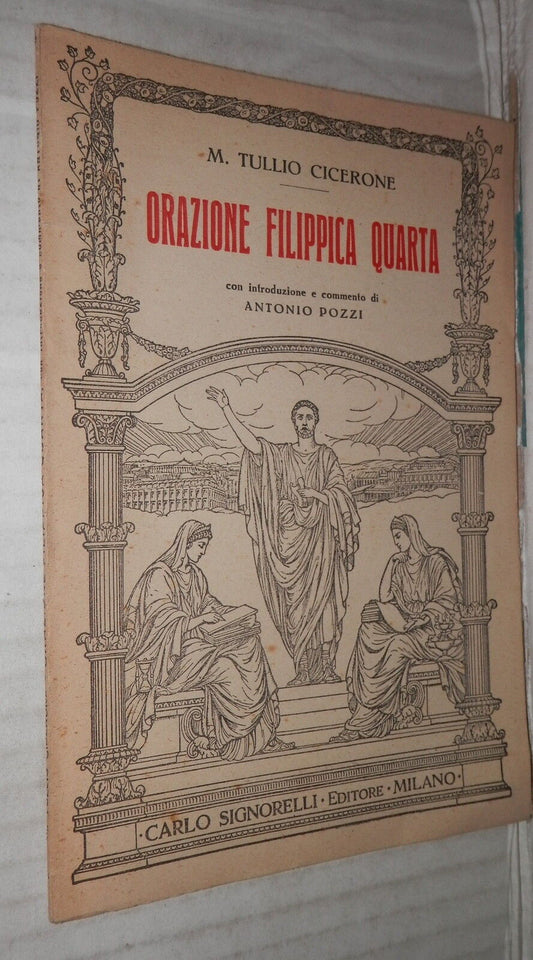 M. TULLIO CICERONE
ORAZIONE FILIPPICA QUARTA
con introduzione e commento di
ANTONIO POZZI
·CARLO SIGNORELLI · EDITORE · MILANO·